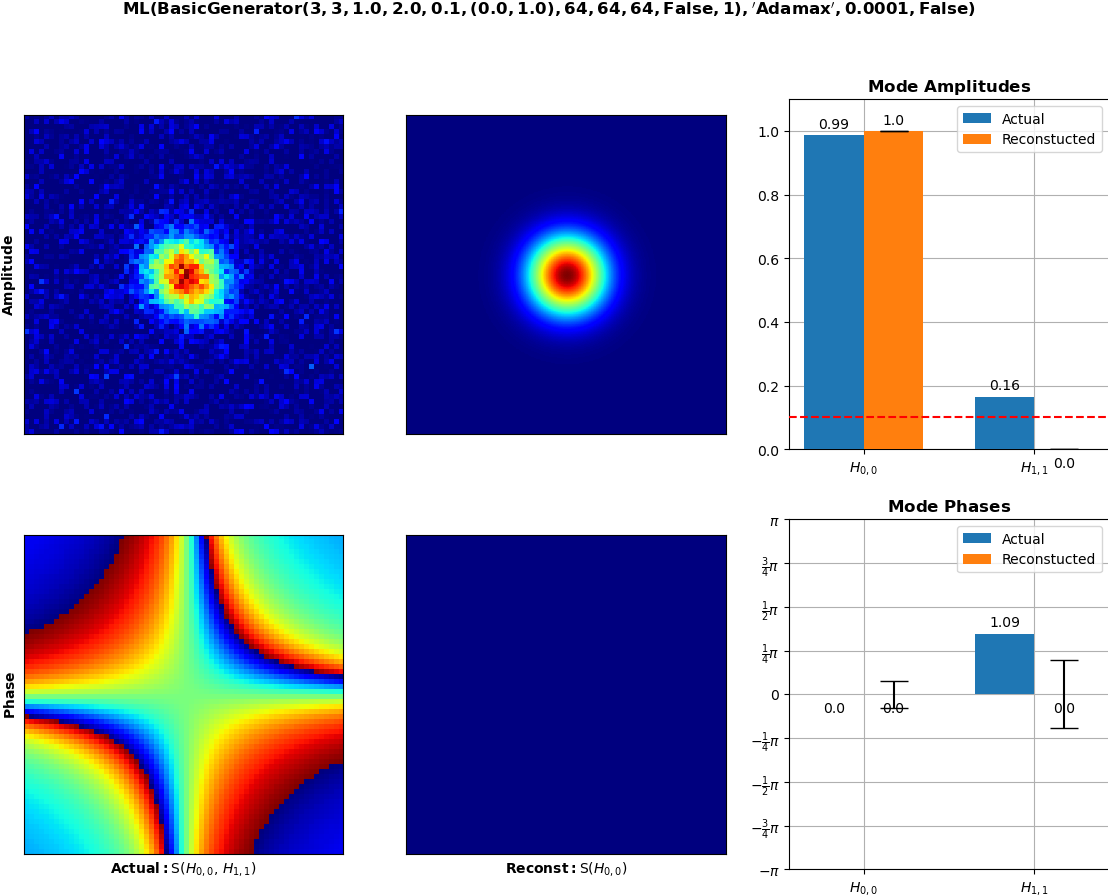 ML(BasicGenerator(3, 3, 1.0, 2.0, 0.1, (0.0, 1.0), 64, 64, 64, False, 1), 'Adamax', 0.0001, False)
Amplitude
Mode Amplitudes
Actual
Reconstucted
0.99
1.0
0.16
0.0
1.0
0.8
0.6
0.4
0.2
0.0
H0,0
H1,1
Phase
Actual: S(H0,0, H1,1)
Reconst: S(H0,0)
Mode Phases
Actual
Reconstucted
1.09
0.0
0.0
0.0
π
3/4π
1/2π
1/4π
0
−1/4π
−1/2π
−3/4π
−π
H0,0
H1,1